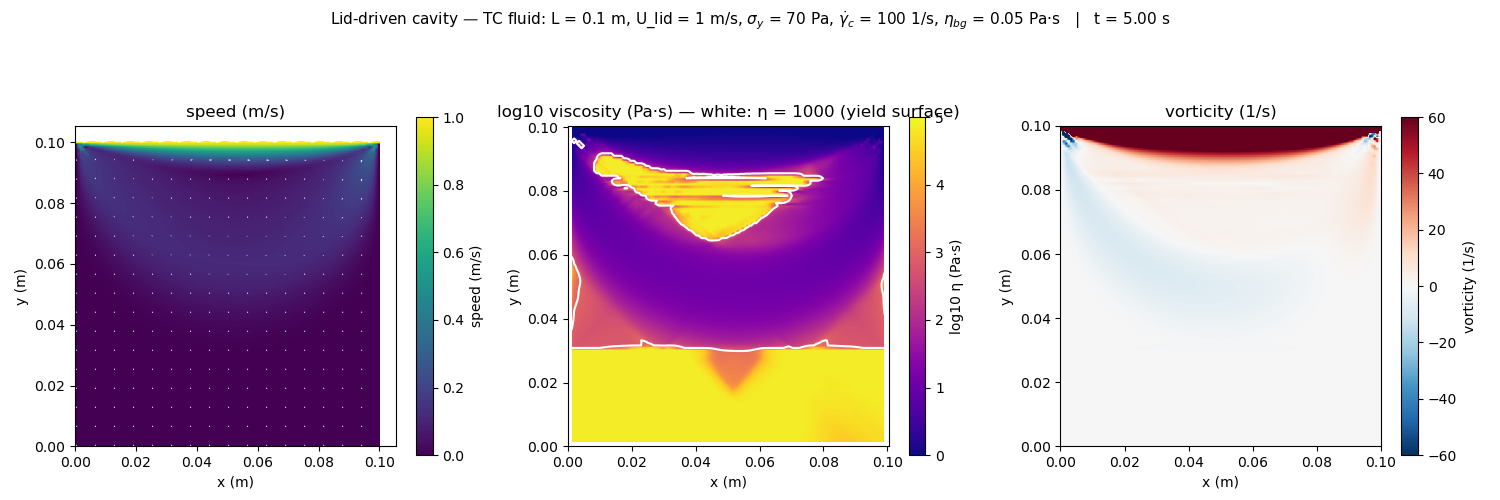 Lid-driven cavity — TC fluid: L = 0.1 m, U_lid = 1 m/s, σ_y = 70 Pa, γ̇_c = 100 1/s, η_bg = 0.05 Pa·s | t = 5.00 s
speed (m/s)
0.10
0.08
0.06
0.04
0.02
0.00
y (m)
0.00 0.02 0.04 0.06 0.08 0.10
x (m)
1.0
0.8
0.6
0.4
0.2
0.0
speed (m/s)
log10 viscosity (Pa·s) — white: η = 1000 (yield surface)
0.10
0.08
0.06
0.04
0.02
0.00
y (m)
0.00 0.02 0.04 0.06 0.08 0.10
x (m)
5
4
3
2
1
0
log10 η (Pa·s)
vorticity (1/s)
0.10
0.08
0.06
0.04
0.02
0.00
y (m)
0.00 0.02 0.04 0.06 0.08 0.10
x (m)
60
40
20
0
−20
−40
−60
vorticity (1/s)